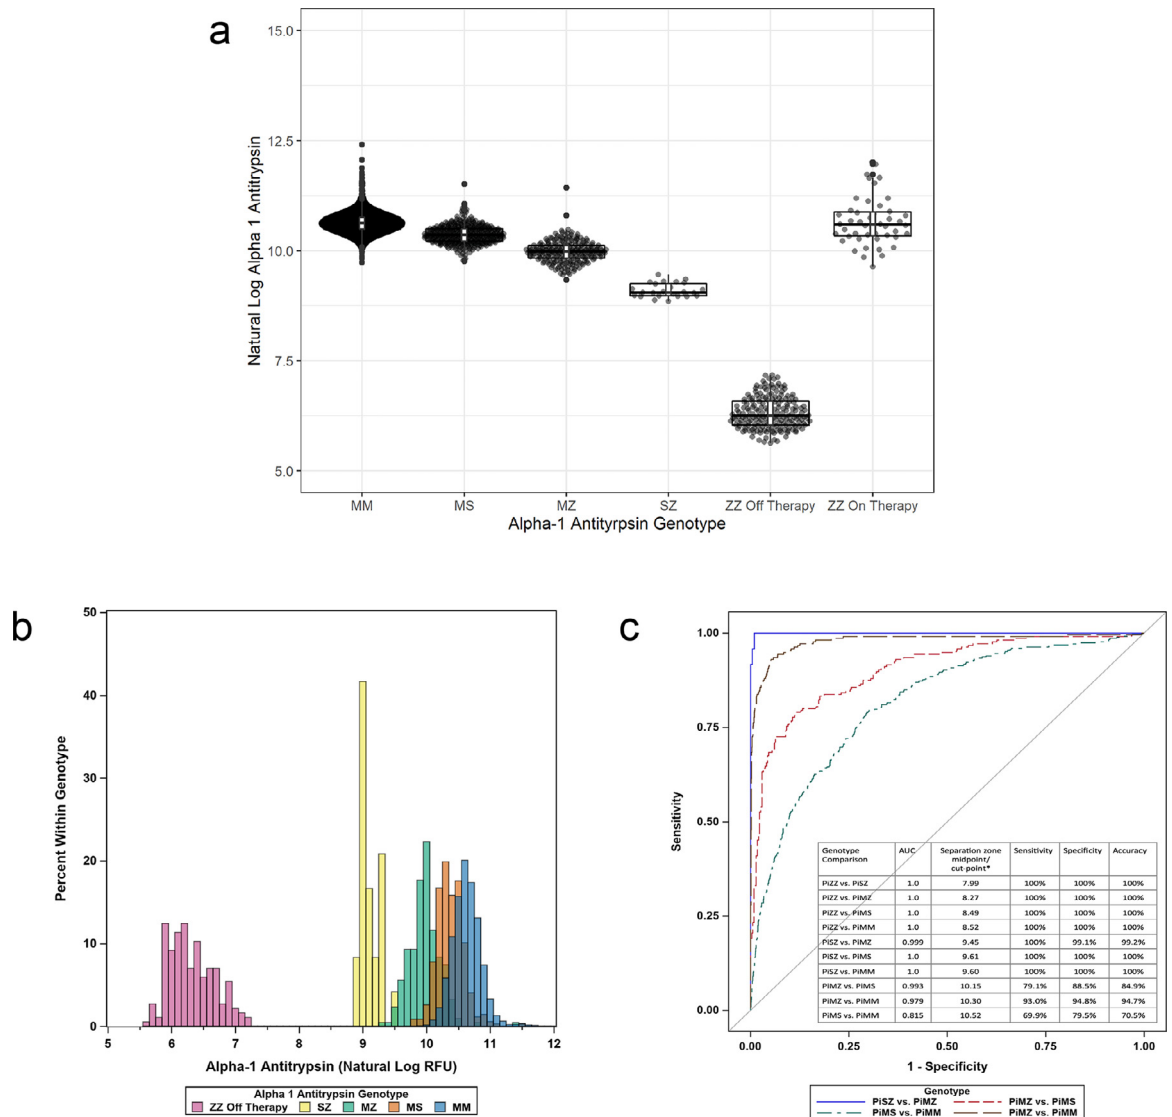 a
15.0
12.5
10.0
7.5
5.0
Natural Log Alpha 1 Antitrypsin
MM MS MZ SZ ZZ Off Therapy ZZ On Therapy
Alpha-1 Antityrpsin Genotype
b
50
40
30
20
10
0
Percent Within Genotype
5 6 7 8 9 10 11 12
Alpha-1 Antitrypsin (Natural Log RFU)
Alpha 1 Antitrypsin Genotype
ZZ Off Therapy SZ MZ MS MM
c
1.00
0.75
0.50
0.25
0.00
Sensitivity
Genotype Comparison AUC Separation zone midpoint/ cut-point* Sensitivity Specificity Accuracy
PiZZ vs. PiSZ 1.0 7.99 100% 100% 100%
PiZZ vs. PiMZ 1.0 8.27 100% 100% 100%
PiZZ vs. PiMS 1.0 8.49 100% 100% 100%
PiZZ vs. PiMM 1.0 8.52 100% 100% 100%
PiSZ vs. PiMZ 0.999 9.45 100% 99.1% 99.2%
PiSZ vs. PiMS 1.0 9.61 100% 100% 100%
PiSZ vs. PiMM 1.0 9.60 100% 100% 100%
PiMZ vs. PiMS 0.993 10.15 79.1% 88.5% 84.9%
PiMZ vs. PiMM 0.979 10.30 93.0% 94.8% 94.7%
PiMS vs. PiMM 0.815 10.52 69.9% 79.5% 70.5%
0.00 0.25 0.50 0.75 1.00
1 - Specificity
Genotype
PiSZ vs. PiMZ PiMZ vs. PiMS
PiMS vs. PiMM PiMZ vs. PiMM